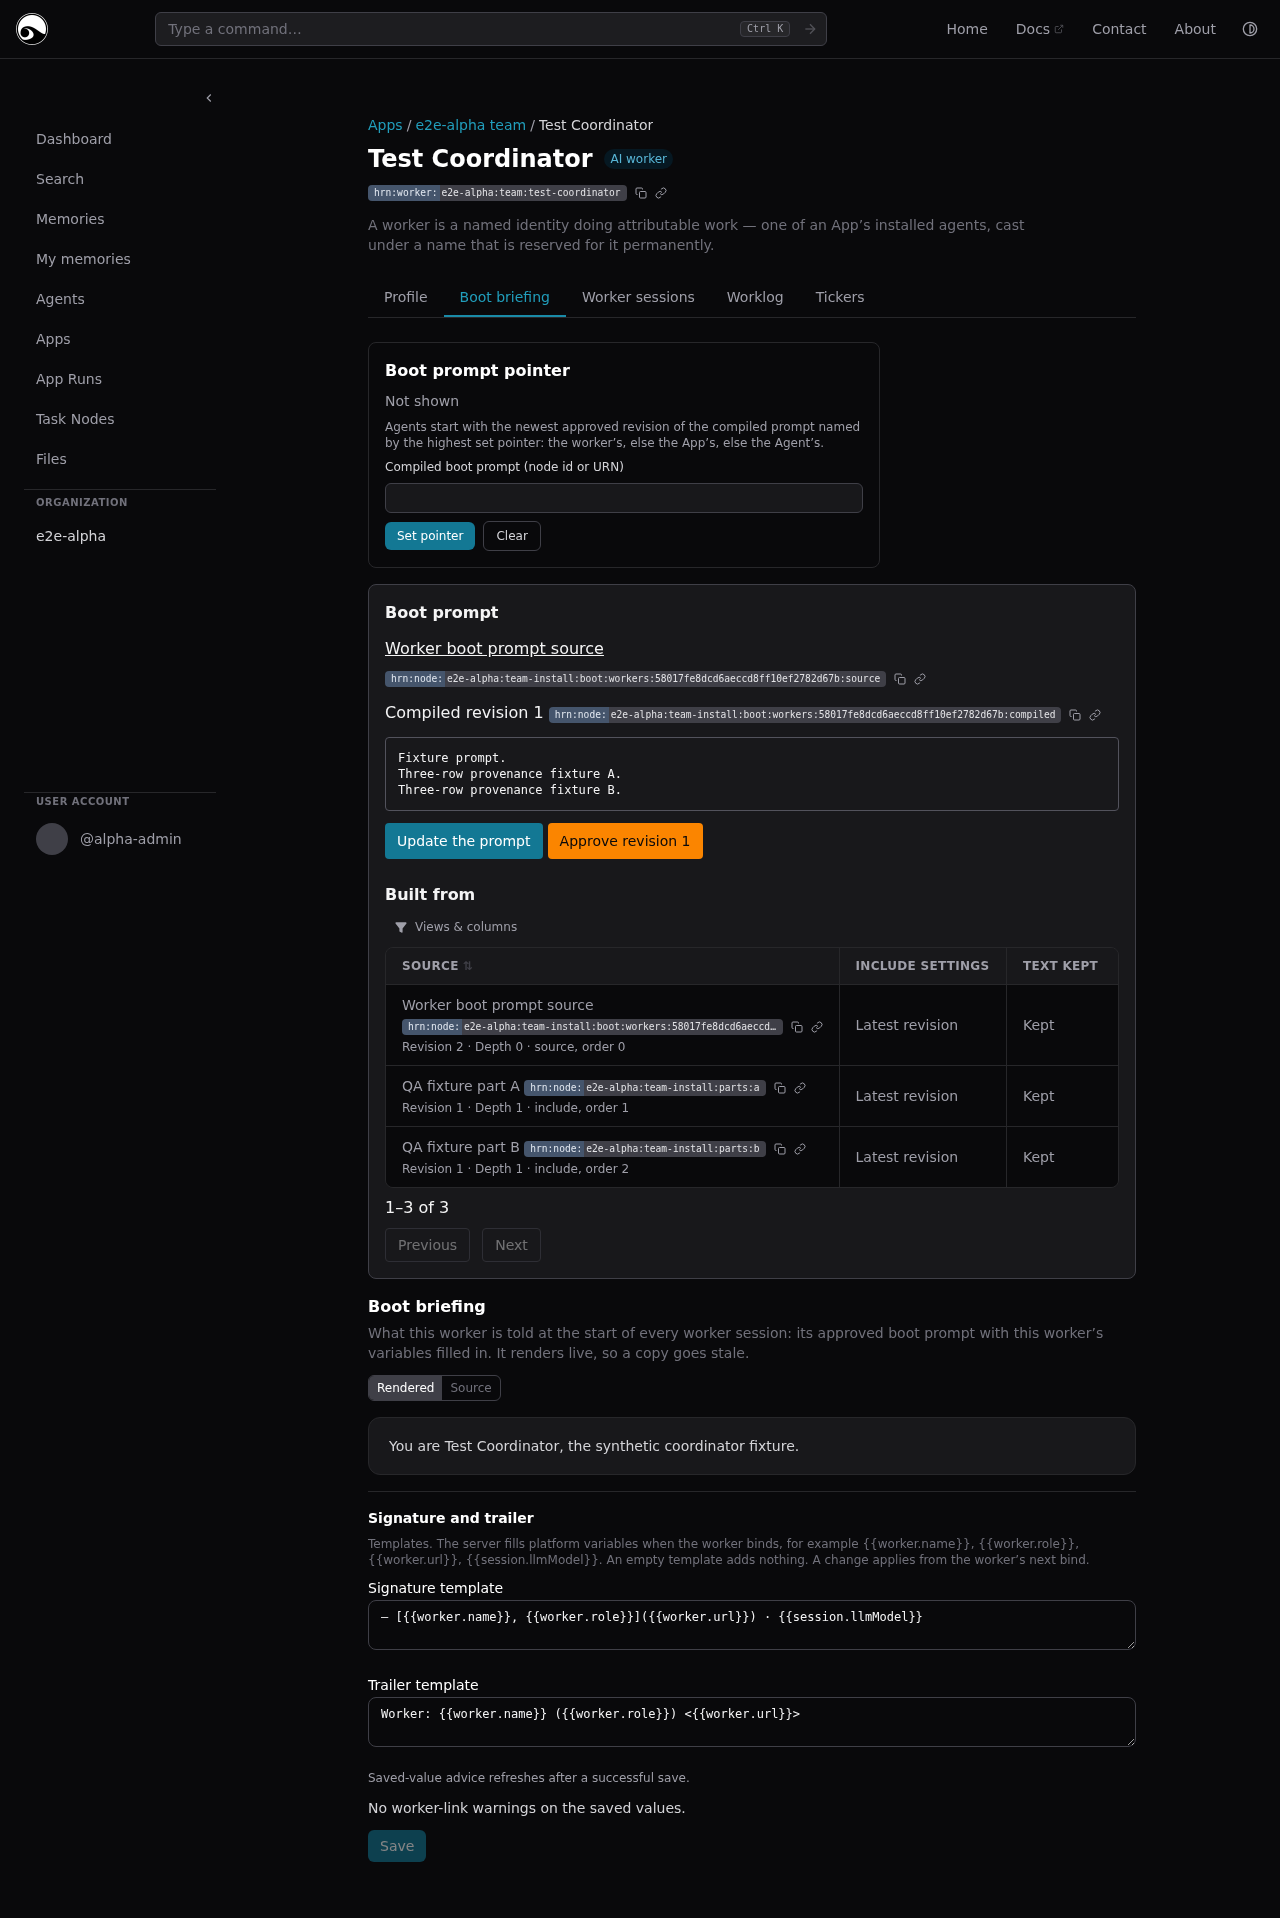 Type a command...
Ctrl K
Home
Docs
Contact
About
Dashboard
Search
Memories
My memories
Agents
Apps
App Runs
Task Nodes
Files
ORGANIZATION
e2e-alpha
USER ACCOUNT
@alpha-admin
Apps / e2e-alpha team / Test Coordinator
Test Coordinator AI worker
hrn:worker: e2e-alpha:team:test-coordinator
A worker is a named identity doing attributable work — one of an App’s installed agents, cast
under a name that is reserved for it permanently.
Profile
Boot briefing
Worker sessions
Worklog
Tickers
Boot prompt pointer
Not shown
Agents start with the newest approved revision of the compiled prompt named
by the highest set pointer: the worker’s, else the App’s, else the Agent’s.
Compiled boot prompt (node id or URN)
Set pointer
Clear
Boot prompt
Worker boot prompt source
hrn:node: e2e-alpha:team-install:boot:workers:58017fe8dcd6aeccd8ff10ef2782d67b:source
Compiled revision 1 hrn:node: e2e-alpha:team-install:boot:workers:58017fe8dcd6aeccd8ff10ef2782d67b:compiled
Fixture prompt.
Three-row provenance fixture A.
Three-row provenance fixture B.
Update the prompt
Approve revision 1
Built from
Views & columns
SOURCE
INCLUDE SETTINGS
TEXT KEPT
Worker boot prompt source
hrn:node: e2e-alpha:team-install:boot:workers:58017fe8dcd6aeccd…
Revision 2 · Depth 0 · source, order 0
Latest revision
Kept
QA fixture part A hrn:node: e2e-alpha:team-install:parts:a
Revision 1 · Depth 1 · include, order 1
Latest revision
Kept
QA fixture part B hrn:node: e2e-alpha:team-install:parts:b
Revision 1 · Depth 1 · include, order 2
Latest revision
Kept
1–3 of 3
Previous
Next
Boot briefing
What this worker is told at the start of every worker session: its approved boot prompt with this worker’s
variables filled in. It renders live, so a copy goes stale.
Rendered
Source
You are Test Coordinator, the synthetic coordinator fixture.
Signature and trailer
Templates. The server fills platform variables when the worker binds, for example {{worker.name}}, {{worker.role}},
{{worker.url}}, {{session.llmModel}}. An empty template adds nothing. A change applies from the worker’s next bind.
Signature template
— [{{worker.name}}, {{worker.role}}]({{worker.url}}) · {{session.llmModel}}
Trailer template
Worker: {{worker.name}} ({{worker.role}}) <{{worker.url}}>
Saved-value advice refreshes after a successful save.
No worker-link warnings on the saved values.
Save